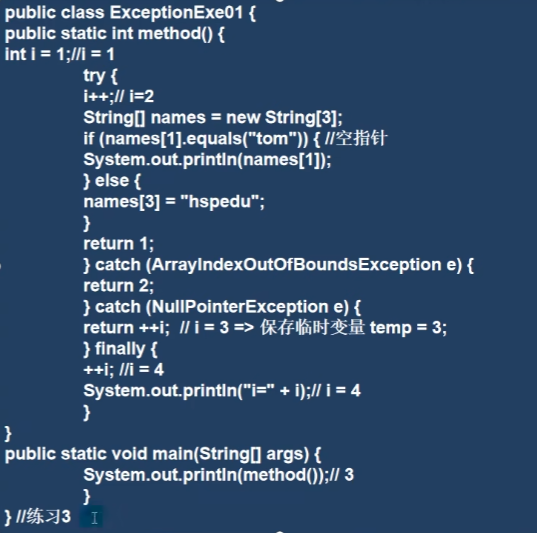 public class ExceptionExe01 {
public static int method() {
int i = 1;//i = 1
try {
i++;// i=2
String[] names = new String[3];
if (names[1].equals("tom")) { //空指针
System.out.println(names[1]);
} else {
names[3] = "hspedu";
}
return 1;
} catch (ArrayIndexOutOfBoundsException e) {
return 2;
} catch (NullPointerException e) {
return ++i;  // i = 3 => 保存临时变量 temp = 3;
} finally {
++i; //i = 4
System.out.println("i=" + i);// i = 4
}
}
public static void main(String[] args) {
System.out.println(method());// 3
}
} //练习3